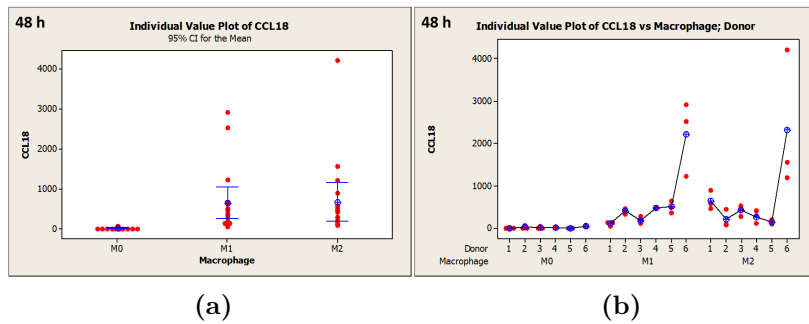 48 h
Individual Value Plot of CCL18
95% CI for the Mean
CCL18
4000
3000
2000
1000
0
M0 M1 M2
Macrophage
(a)
48 h
Individual Value Plot of CCL18 vs Macrophage; Donor
CCL18
4000
3000
2000
1000
0
Donor 1 2 3 4 5 6 1 2 3 4 5 6 1 2 3 4 5 6
Macrophage M0 M1 M2
(b)